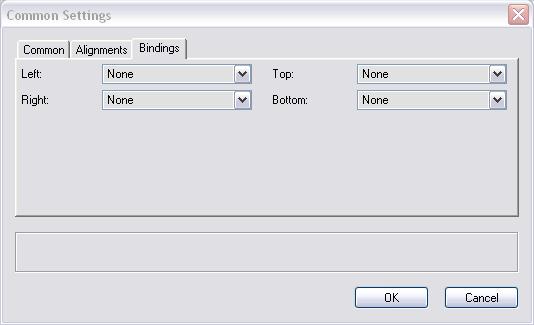 Common Settings
Common Alignments Bindings
Left: None Top: None
Right: None Bottom: None
OK Cancel